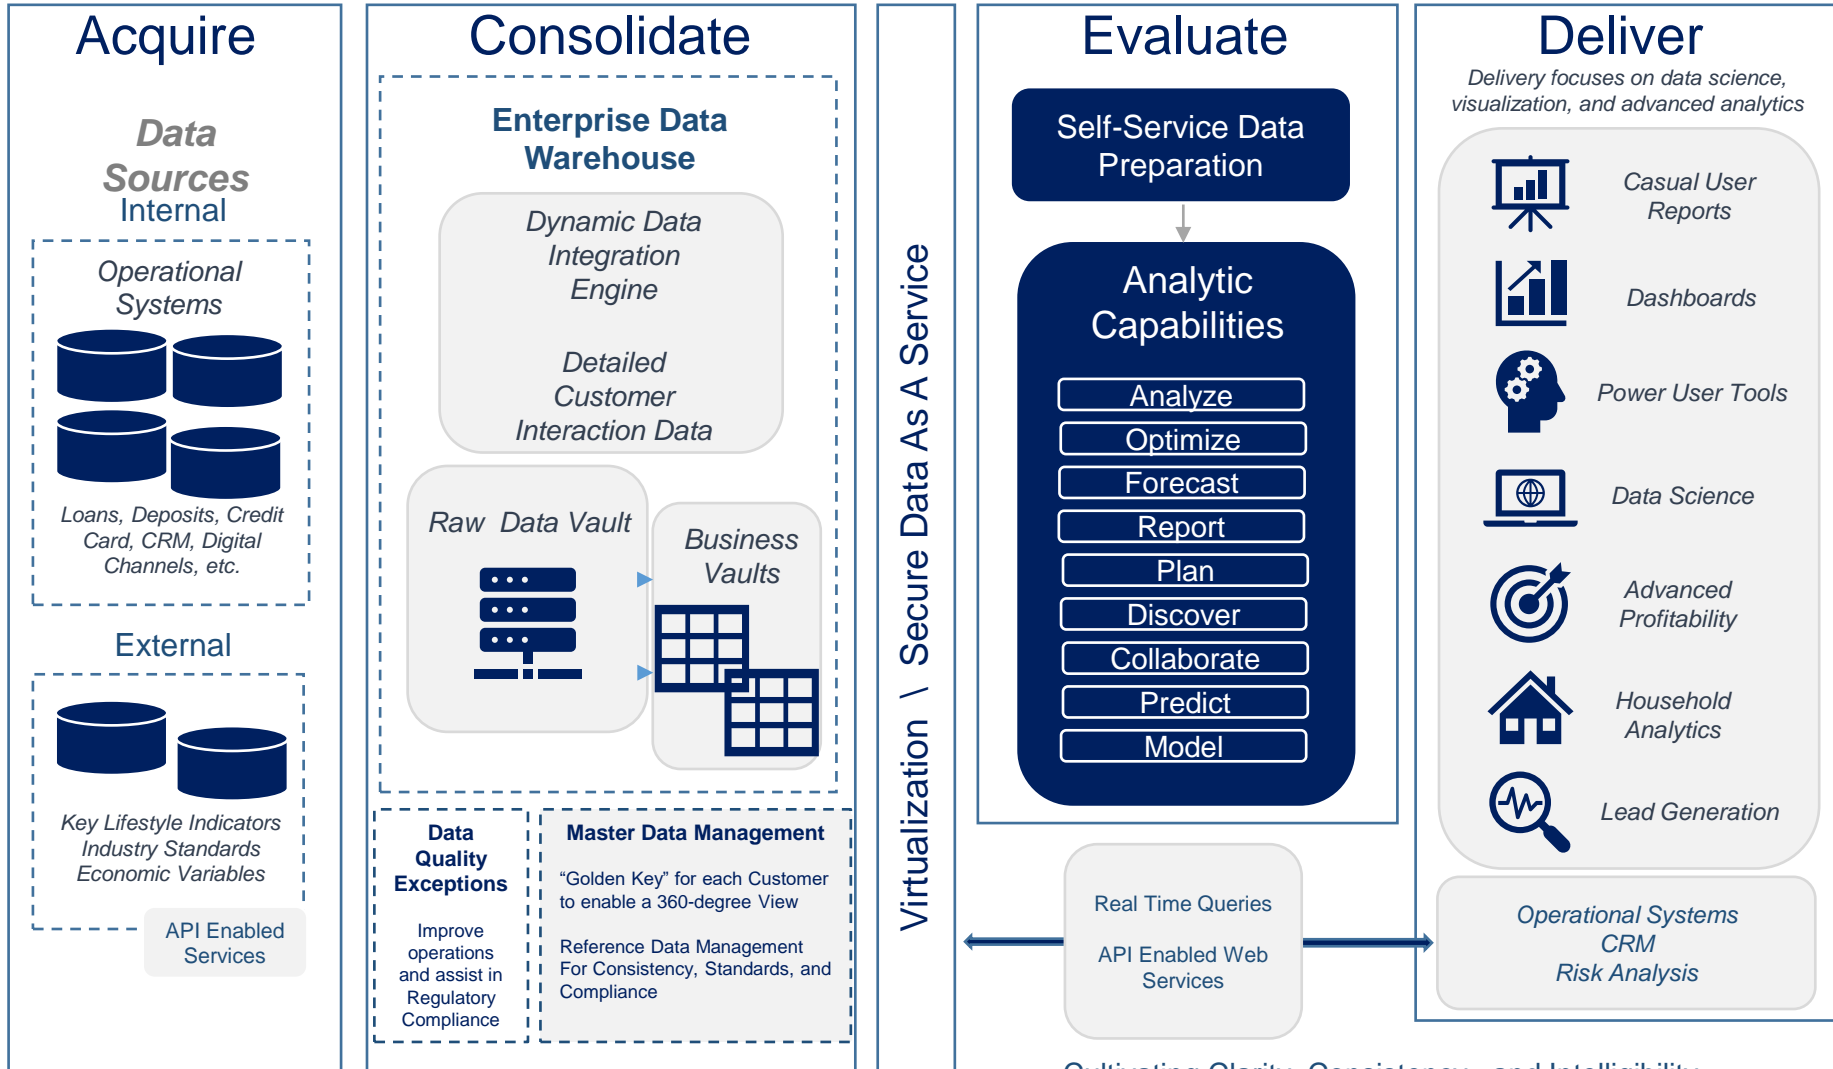 Acquire
Data
Sources
Internal
Operational
Systems
Loans, Deposits, Credit
Card, CRM, Digital
Channels, etc.
External
Key Lifestyle Indicators
Industry Standards
Economic Variables
API Enabled
Services
Consolidate
Enterprise Data
Warehouse
Dynamic Data
Integration
Engine
Detailed
Customer
Interaction Data
Raw Data Vault
Business
Vaults
Data
Quality
Exceptions
Improve
operations
and assist in
Regulatory
Compliance
Master Data Management
“Golden Key” for each Customer
to enable a 360-degree View
Reference Data Management
For Consistency, Standards, and
Compliance
Virtualization \ Secure Data As A Service
Evaluate
Self-Service Data
Preparation
Analytic
Capabilities
Analyze
Optimize
Forecast
Report
Plan
Discover
Collaborate
Predict
Model
Real Time Queries
API Enabled Web
Services
Deliver
Delivery focuses on data science,
visualization, and advanced analytics
Casual User
Reports
Dashboards
Power User Tools
Data Science
Advanced
Profitability
Household
Analytics
Lead Generation
Operational Systems
CRM
Risk Analysis
Cultivating Clarity, Consistency, and Intelligibility